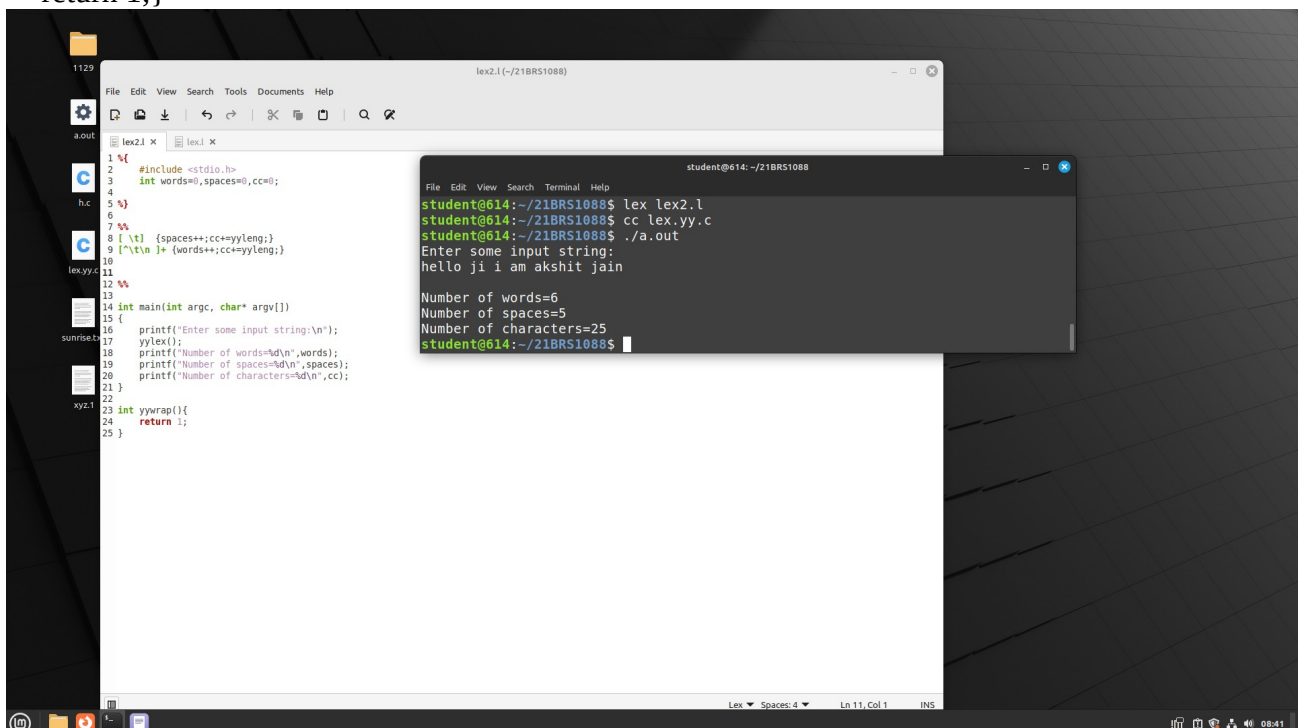 return 1;}
1129
a.out
h.c
lex.yy.c
sunrise.t
xyz.1
lex2.l (~/21BRS1088)
File Edit View Search Tools Documents Help
lex2.l × lex.l ×
1 %{
2     #include <stdio.h>
3     int words=0,spaces=0,cc=0;
4
5 %}
6
7 %%
8 [ \t]  {spaces++;cc+=yyleng;}
9 [^\t\n ]+ {words++;cc+=yyleng;}
10
11
12 %%
13
14 int main(int argc, char* argv[])
15 {
16     printf("Enter some input string:\n");
17     yylex();
18     printf("Number of words=%d\n",words);
19     printf("Number of spaces=%d\n",spaces);
20     printf("Number of characters=%d\n",cc);
21 }
22
23 int yywrap(){
24     return 1;
25 }
student@614: ~/21BRS1088
File Edit View Search Terminal Help
student@614:~/21BRS1088$ lex lex2.l
student@614:~/21BRS1088$ cc lex.yy.c
student@614:~/21BRS1088$ ./a.out
Enter some input string:
hello ji i am akshit jain
Number of words=6
Number of spaces=5
Number of characters=25
student@614:~/21BRS1088$
Lex Spaces: 4 Ln 11, Col 1 INS
08:41